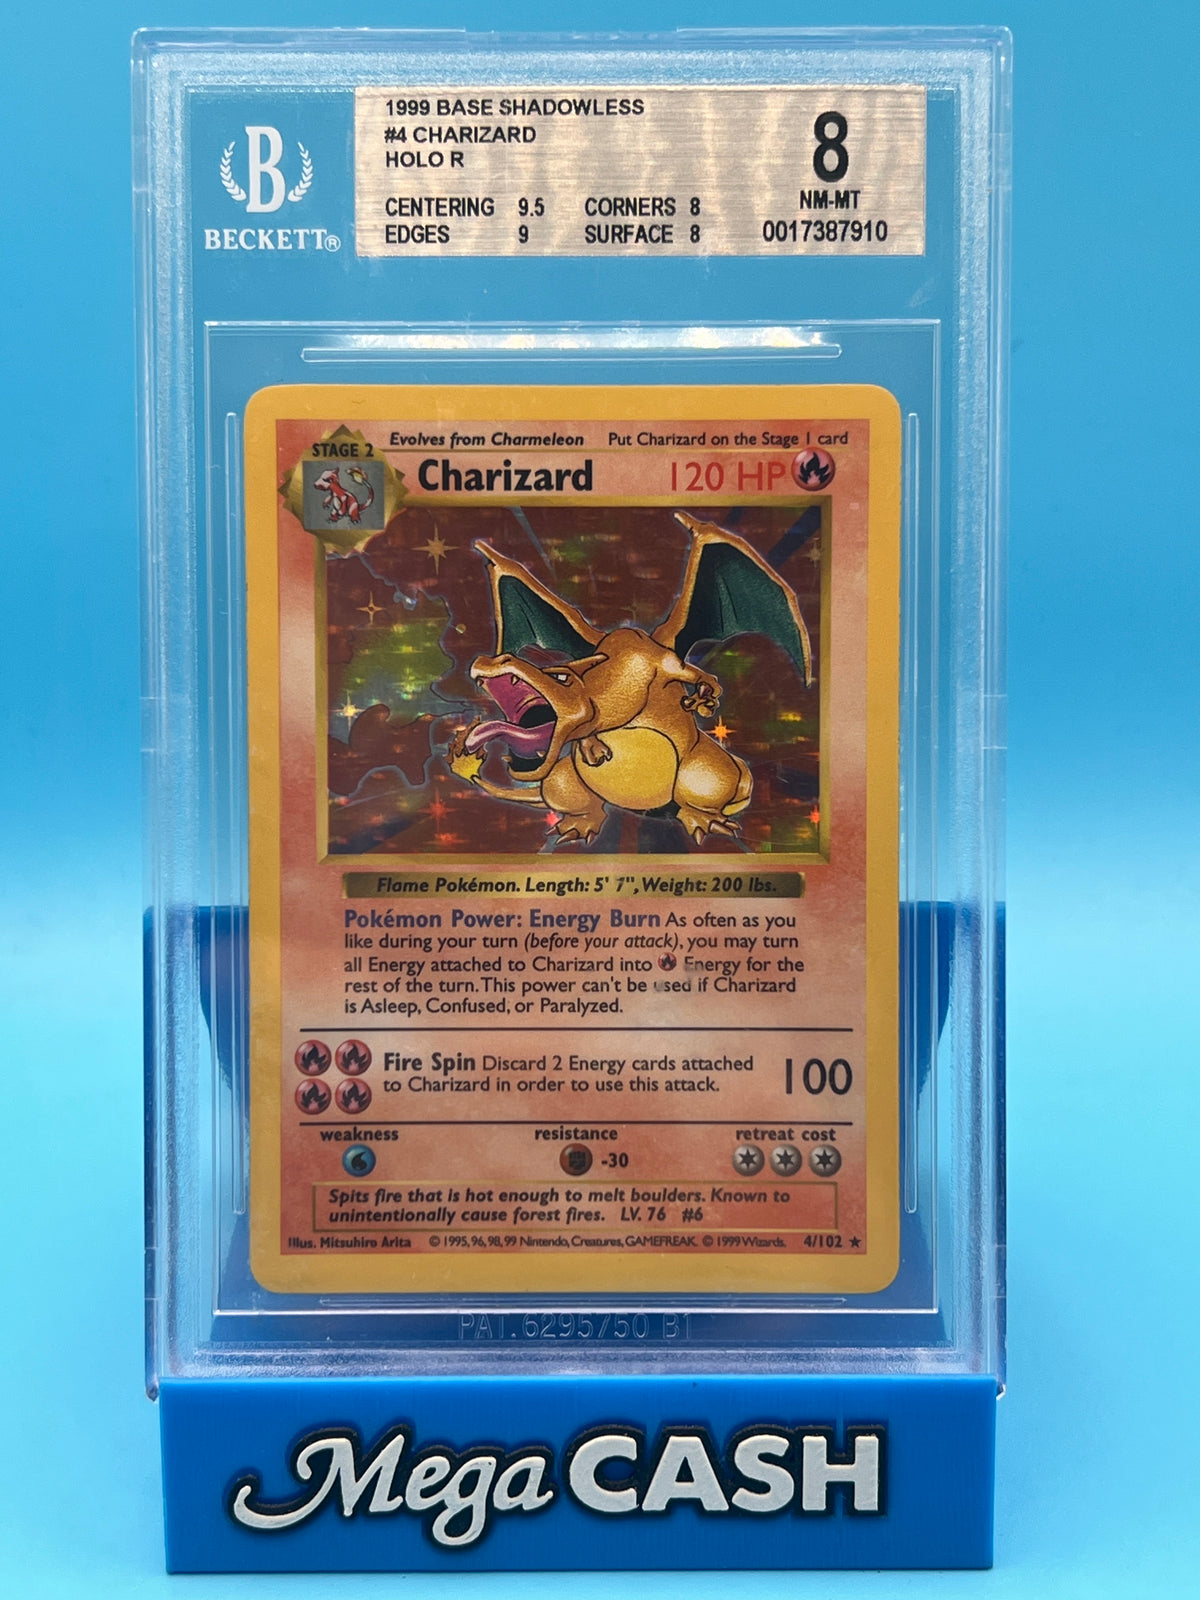 1999 BASE SHADOWLESS
#4 CHARIZARD
HOLO R
8
NM-MT
CENTERING 9.5 CORNERS 8
EDGES 9 SURFACE 8
0017387910
B
BECKETT®
STAGE 2
Evolves from Charmeleon Put Charizard on the Stage 1 card
Charizard 120 HP
Flame Pokémon. Length: 5' 7", Weight: 200 lbs.
Pokémon Power: Energy Burn As often as you
like during your turn (before your attack), you may turn
all Energy attached to Charizard into Energy for the
rest of the turn. This power can't be used if Charizard
is Asleep, Confused, or Paralyzed.
Fire Spin Discard 2 Energy cards attached
to Charizard in order to use this attack.
100
weakness resistance retreat cost
-30
Spits fire that is hot enough to melt boulders. Known to
unintentionally cause forest fires. LV. 76 #6
Illus. Mitsuhiro Arita © 1995, 96, 98, 99 Nintendo, Creatures, GAMEFREAK. © 1999 Wizards. 4/102 ★
PAT. 6295750 B1
Mega CASH